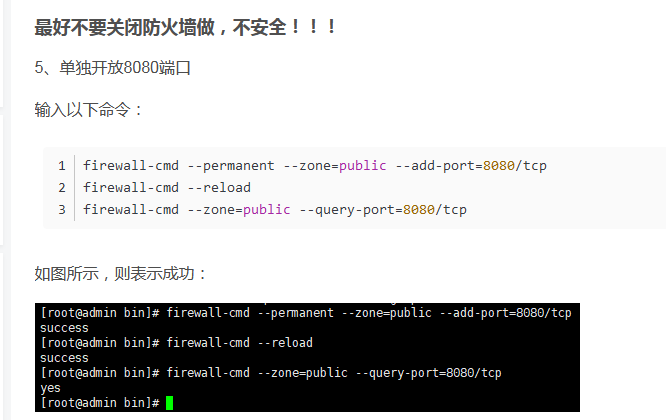 最好不要关闭防火墙做，不安全！！！
5、单独开放8080端口
输入以下命令：
1 firewall-cmd --permanent --zone=public --add-port=8080/tcp
2 firewall-cmd --reload
3 firewall-cmd --zone=public --query-port=8080/tcp
如图所示，则表示成功：
[root@admin bin]# firewall-cmd --permanent --zone=public --add-port=8080/tcp
success
[root@admin bin]# firewall-cmd --reload
success
[root@admin bin]# firewall-cmd --zone=public --query-port=8080/tcp
yes
[root@admin bin]#